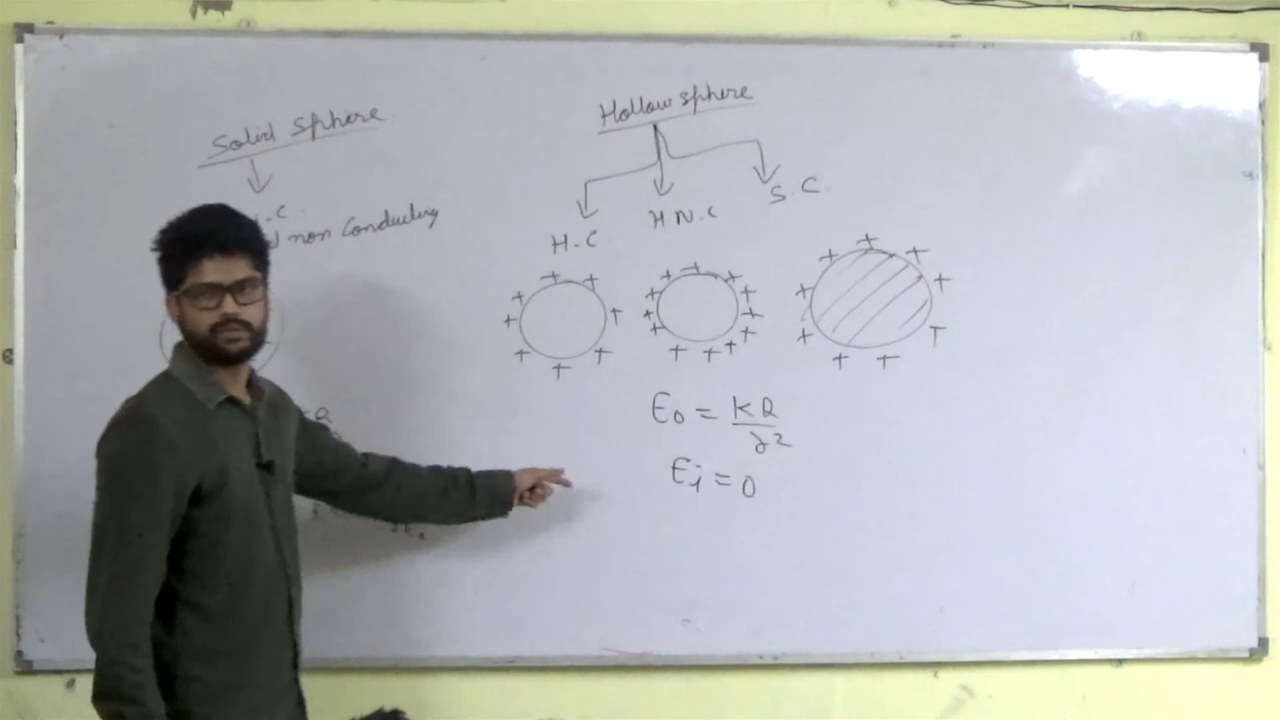 Solid Sphere
non Conducting
Hollow sphere
H.C
H N.C
S.C
E0 = KQ/r2
Ei = 0